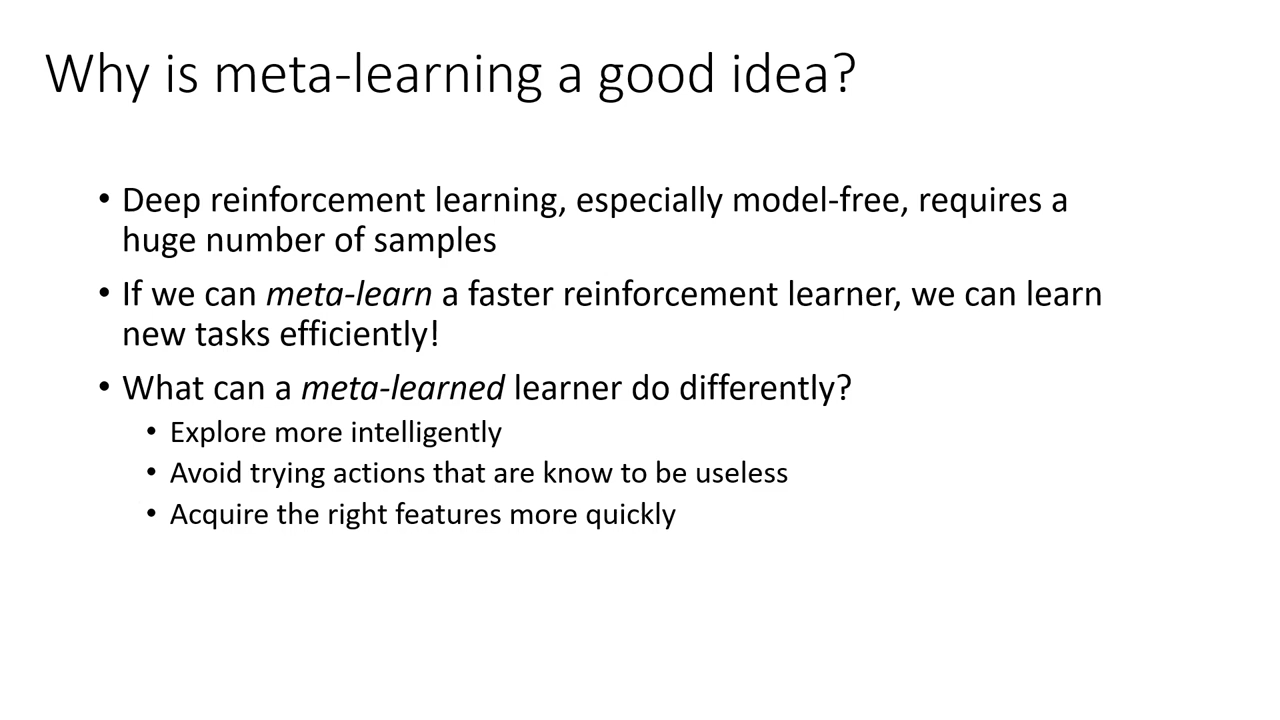 Why is meta-learning a good idea?
• Deep reinforcement learning, especially model-free, requires a
huge number of samples
• If we can meta-learn a faster reinforcement learner, we can learn
new tasks efficiently!
• What can a meta-learned learner do differently?
• Explore more intelligently
• Avoid trying actions that are know to be useless
• Acquire the right features more quickly